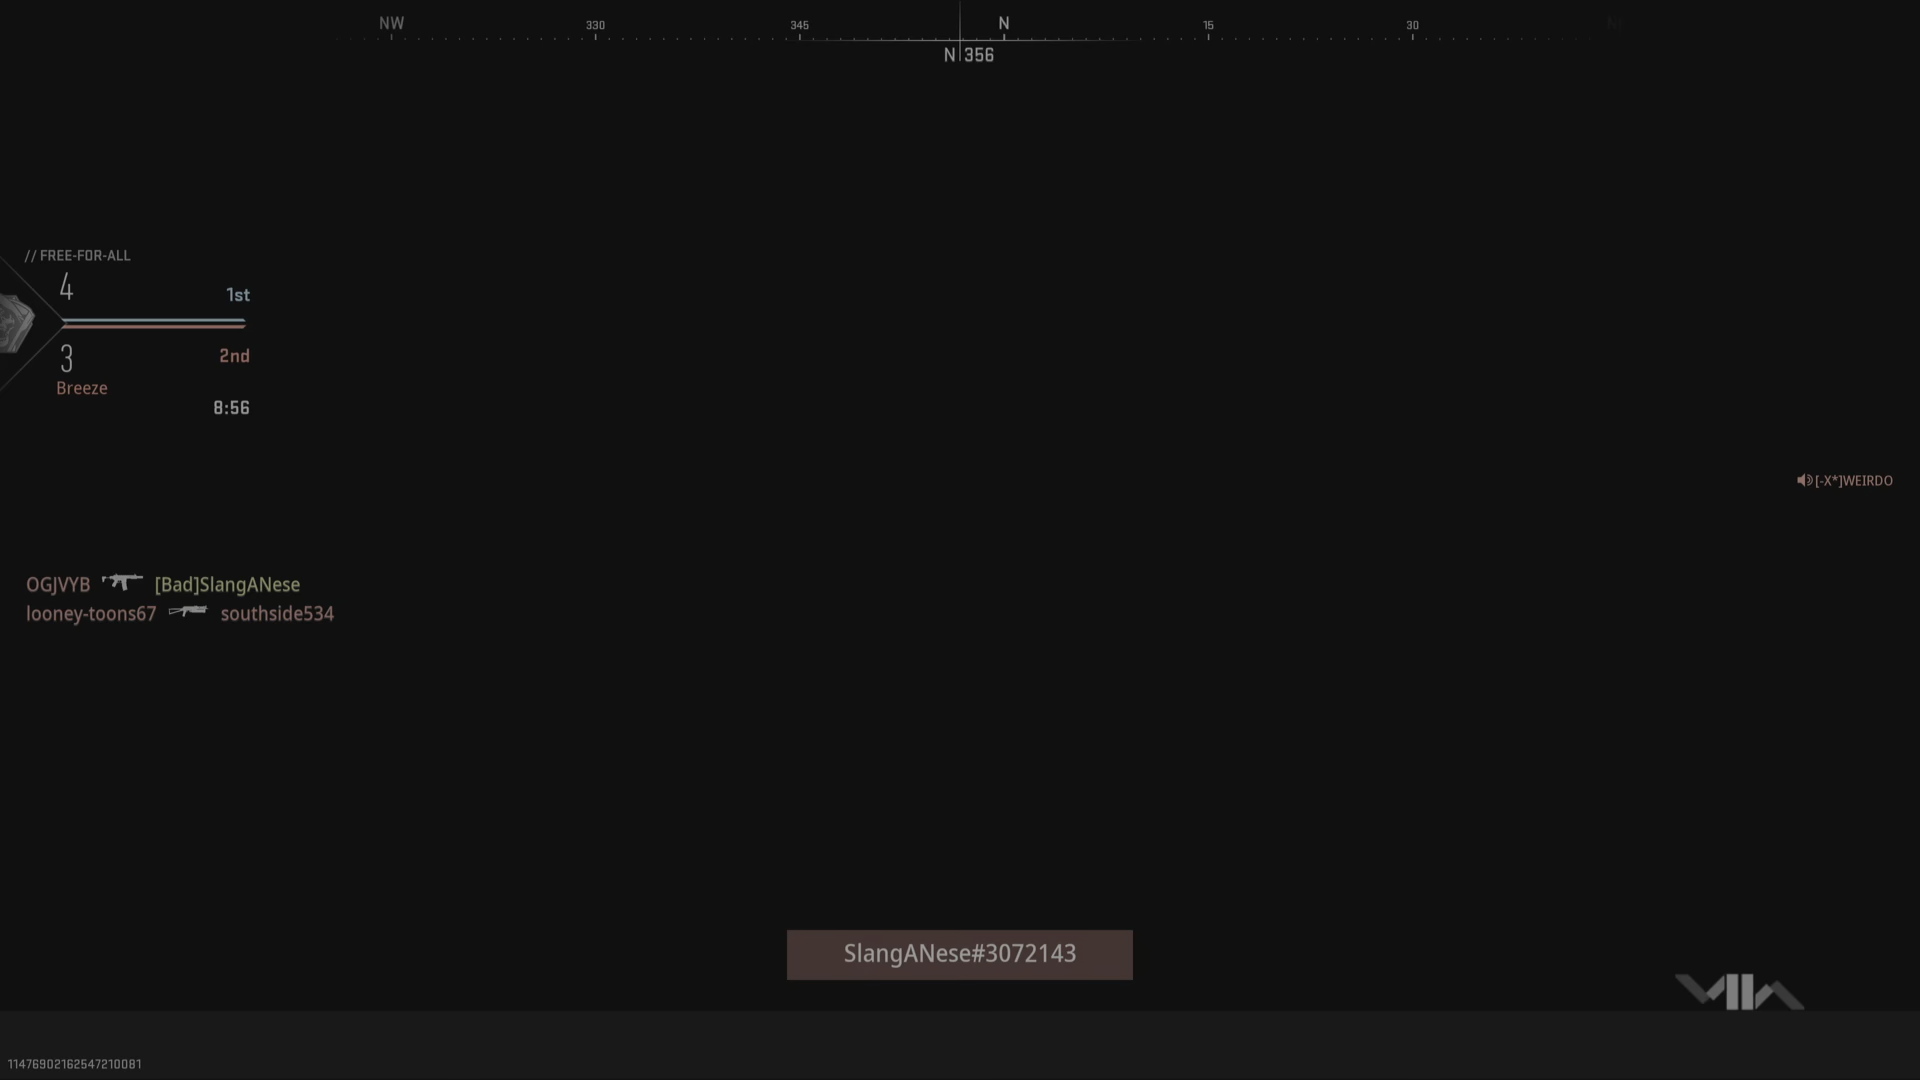 NW 330 345 N 15 30
N 356
// FREE-FOR-ALL
4 1st
3 2nd
Breeze
8:56
[-X*]WEIRDO
OGJVYB [Bad]SlangANese
looney-toons67 southside534
SlangANese#3072143
11476902162547210081